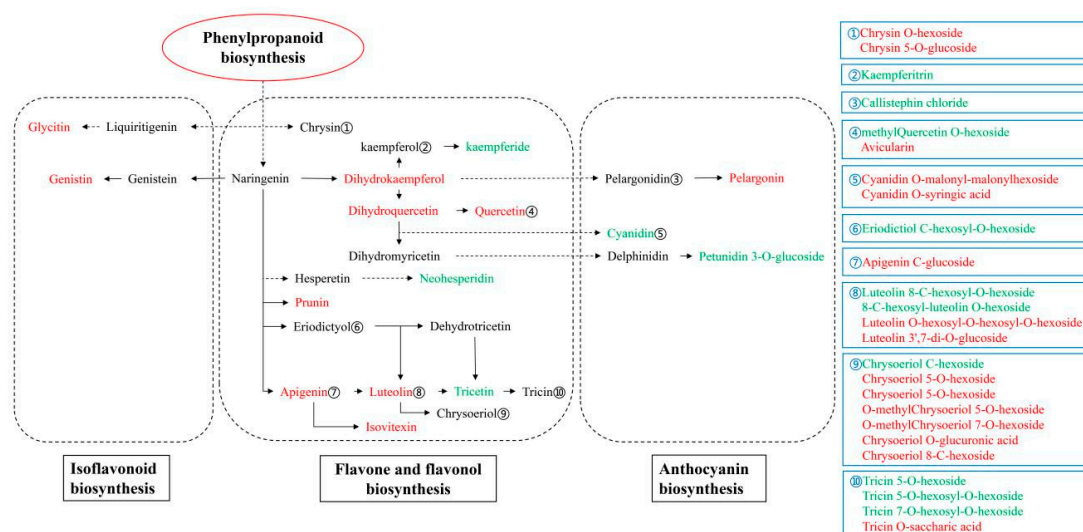 Phenylpropanoid
biosynthesis
Glycitin
Liquiritigenin
Chrysin①
kaempferol②
kaempferide
Genistin
Genistein
Naringenin
Dihydrokaempferol
Pelargonidin③
Pelargonin
Dihydroquercetin
Quercetin④
Cyanidin⑤
Dihydromyricetin
Delphinidin
Petunidin 3-O-glucoside
Hesperetin
Neohesperidin
Prunin
Eriodictyol⑥
Dehydrotricetin
Apigenin⑦
Luteolin⑧
Tricetin
Tricin⑩
Chrysoeriol⑨
Isovitexin
Isoflavonoid
biosynthesis
Flavone and flavonol
biosynthesis
Anthocyanin
biosynthesis
①Chrysin O-hexoside
Chrysin 5-O-glucoside
②Kaempferitrin
③Callistephin chloride
④methylQuercetin O-hexoside
Avicularin
⑤Cyanidin O-malonyl-malonylhexoside
Cyanidin O-syringic acid
⑥Eriodictiol C-hexosyl-O-hexoside
⑦Apigenin C-glucoside
⑧Luteolin 8-C-hexosyl-O-hexoside
8-C-hexosyl-luteolin O-hexoside
Luteolin O-hexosyl-O-hexosyl-O-hexoside
Luteolin 3',7-di-O-glucoside
⑨Chrysoeriol C-hexoside
Chrysoeriol 5-O-hexoside
Chrysoeriol 5-O-hexoside
O-methylChrysoeriol 5-O-hexoside
O-methylChrysoeriol 7-O-hexoside
Chrysoeriol O-glucuronic acid
Chrysoeriol 8-C-hexoside
⑩Tricin 5-O-hexoside
Tricin 5-O-hexosyl-O-hexoside
Tricin 7-O-hexosyl-O-hexoside
Tricin O-saccharic acid